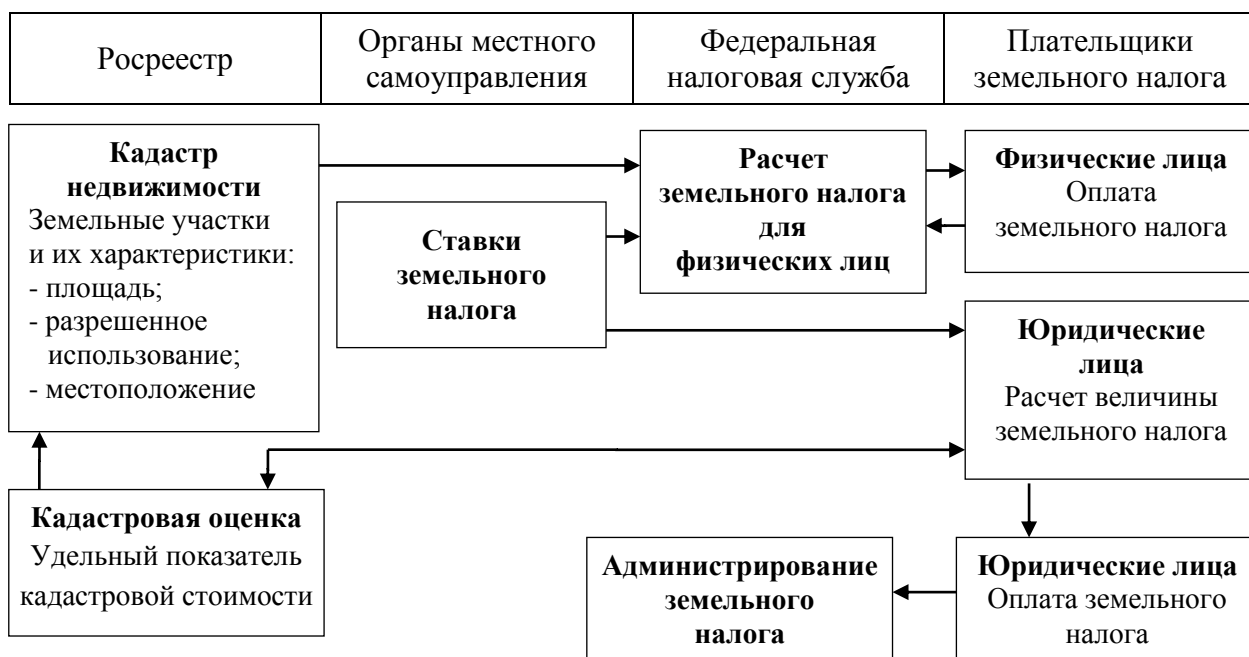 Росреестр
Органы местного
самоуправления
Федеральная
налоговая служба
Плательщики
земельного налога
Кадастр
недвижимости
Земельные участки
и их характеристики:
- площадь;
- разрешенное
использование;
- местоположение
Ставки
земельного
налога
Расчет
земельного налога
для
физических лиц
Физические лица
Оплата
земельного налога
Юридические
лица
Расчет величины
земельного налога
Кадастровая оценка
Удельный показатель
кадастровой стоимости
Администрирование
земельного
налога
Юридические лица
Оплата земельного
налога